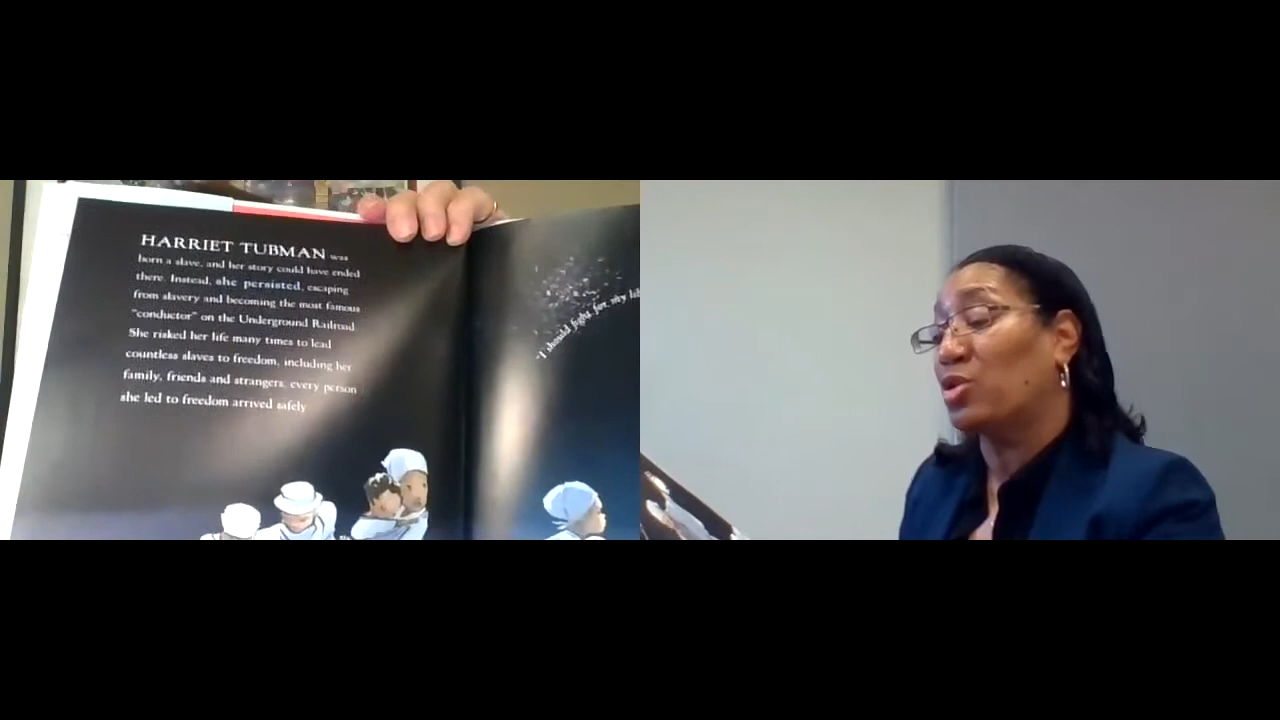 HARRIET TUBMAN was
born a slave, and her story could have ended
there. Instead, she persisted, escaping
from slavery and becoming the most famous
"conductor" on the Underground Railroad
She risked her life many times to lead
countless slaves to freedom, including her
family, friends and strangers, every person
she led to freedom arrived safely
"I should fight for my lib